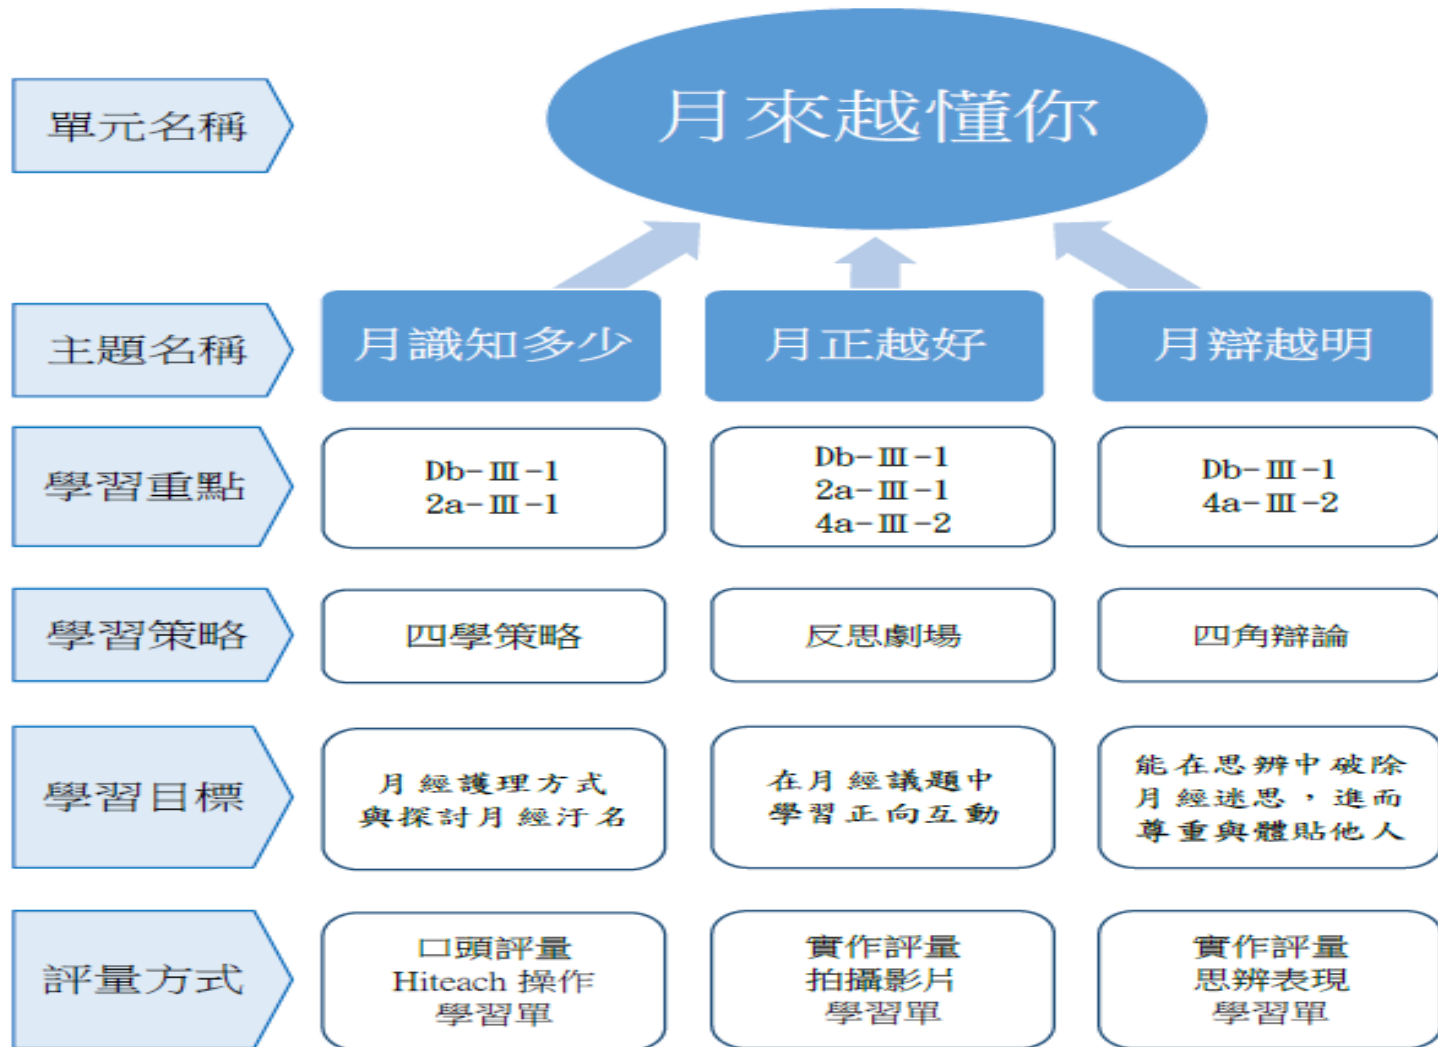 單元名稱
月來越懂你
主題名稱
月識知多少
月正越好
月辯越明
學習重點
Db-Ⅲ-1
2a-Ⅲ-1
Db-Ⅲ-1
2a-Ⅲ-1
4a-Ⅲ-2
Db-Ⅲ-1
4a-Ⅲ-2
學習策略
四學策略
反思劇場
四角辯論
學習目標
月經護理方式
與探討月經汙名
在月經議題中
學習正向互動
能在思辨中破除
月經迷思，進而
尊重與體貼他人
評量方式
口頭評量
Hiteach 操作
學習單
實作評量
拍攝影片
學習單
實作評量
思辨表現
學習單